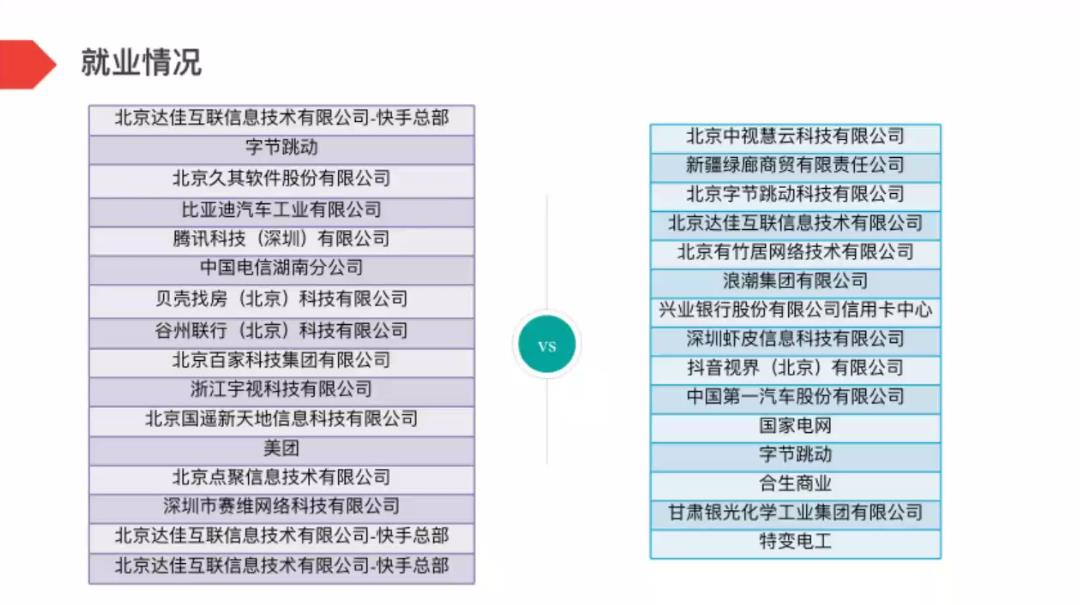 就业情况
北京达佳互联信息技术有限公司-快手总部
字节跳动
北京久其软件股份有限公司
比亚迪汽车工业有限公司
腾讯科技（深圳）有限公司
中国电信湖南分公司
贝壳找房（北京）科技有限公司
谷州联行（北京）科技有限公司
北京百家科技集团有限公司
浙江宇视科技有限公司
北京国遥新天地信息科技有限公司
美团
北京点聚信息技术有限公司
深圳市赛维网络科技有限公司
北京达佳互联信息技术有限公司-快手总部
北京达佳互联信息技术有限公司-快手总部
vs
北京中视慧云科技有限公司
新疆绿廊商贸有限责任公司
北京字节跳动科技有限公司
北京达佳互联信息技术有限公司
北京有竹居网络技术有限公司
浪潮集团有限公司
兴业银行股份有限公司信用卡中心
深圳虾皮信息科技有限公司
抖音视界（北京）有限公司
中国第一汽车股份有限公司
国家电网
字节跳动
合生商业
甘肃银光化学工业集团有限公司
特变电工